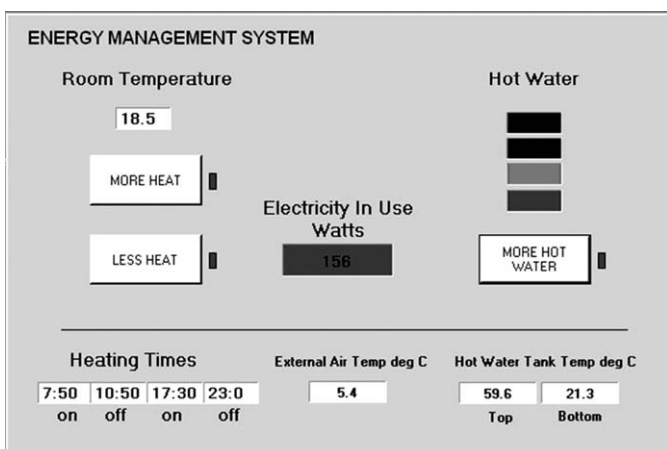 ENERGY MANAGEMENT SYSTEM
Room Temperature
18.5
MORE HEAT
LESS HEAT
Electricity In Use
Watts
156
Hot Water
MORE HOT
WATER
Heating Times
7:50 10:50 17:30 23:0
on off on off
External Air Temp deg C
5.4
Hot Water Tank Temp deg C
59.6 21.3
Top Bottom